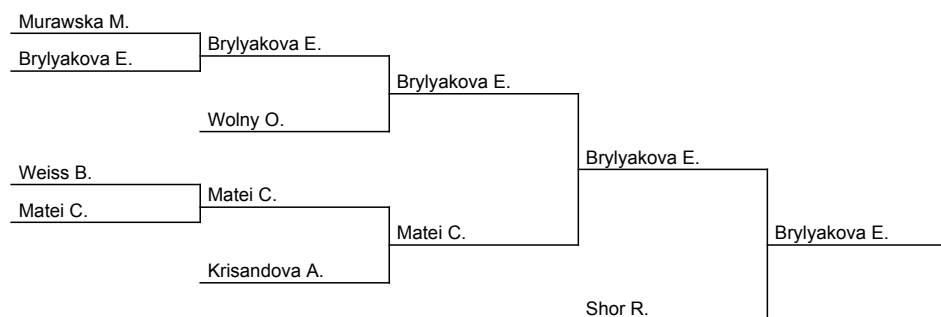 Murawska M.
Brylyakova E.
Brylyakova E.
Brylyakova E.
Wolny O.
Brylyakova E.
Weiss B.
Matei C.
Matei C.
Matei C.
Brylyakova E.
Krisandova A.
Shor R.